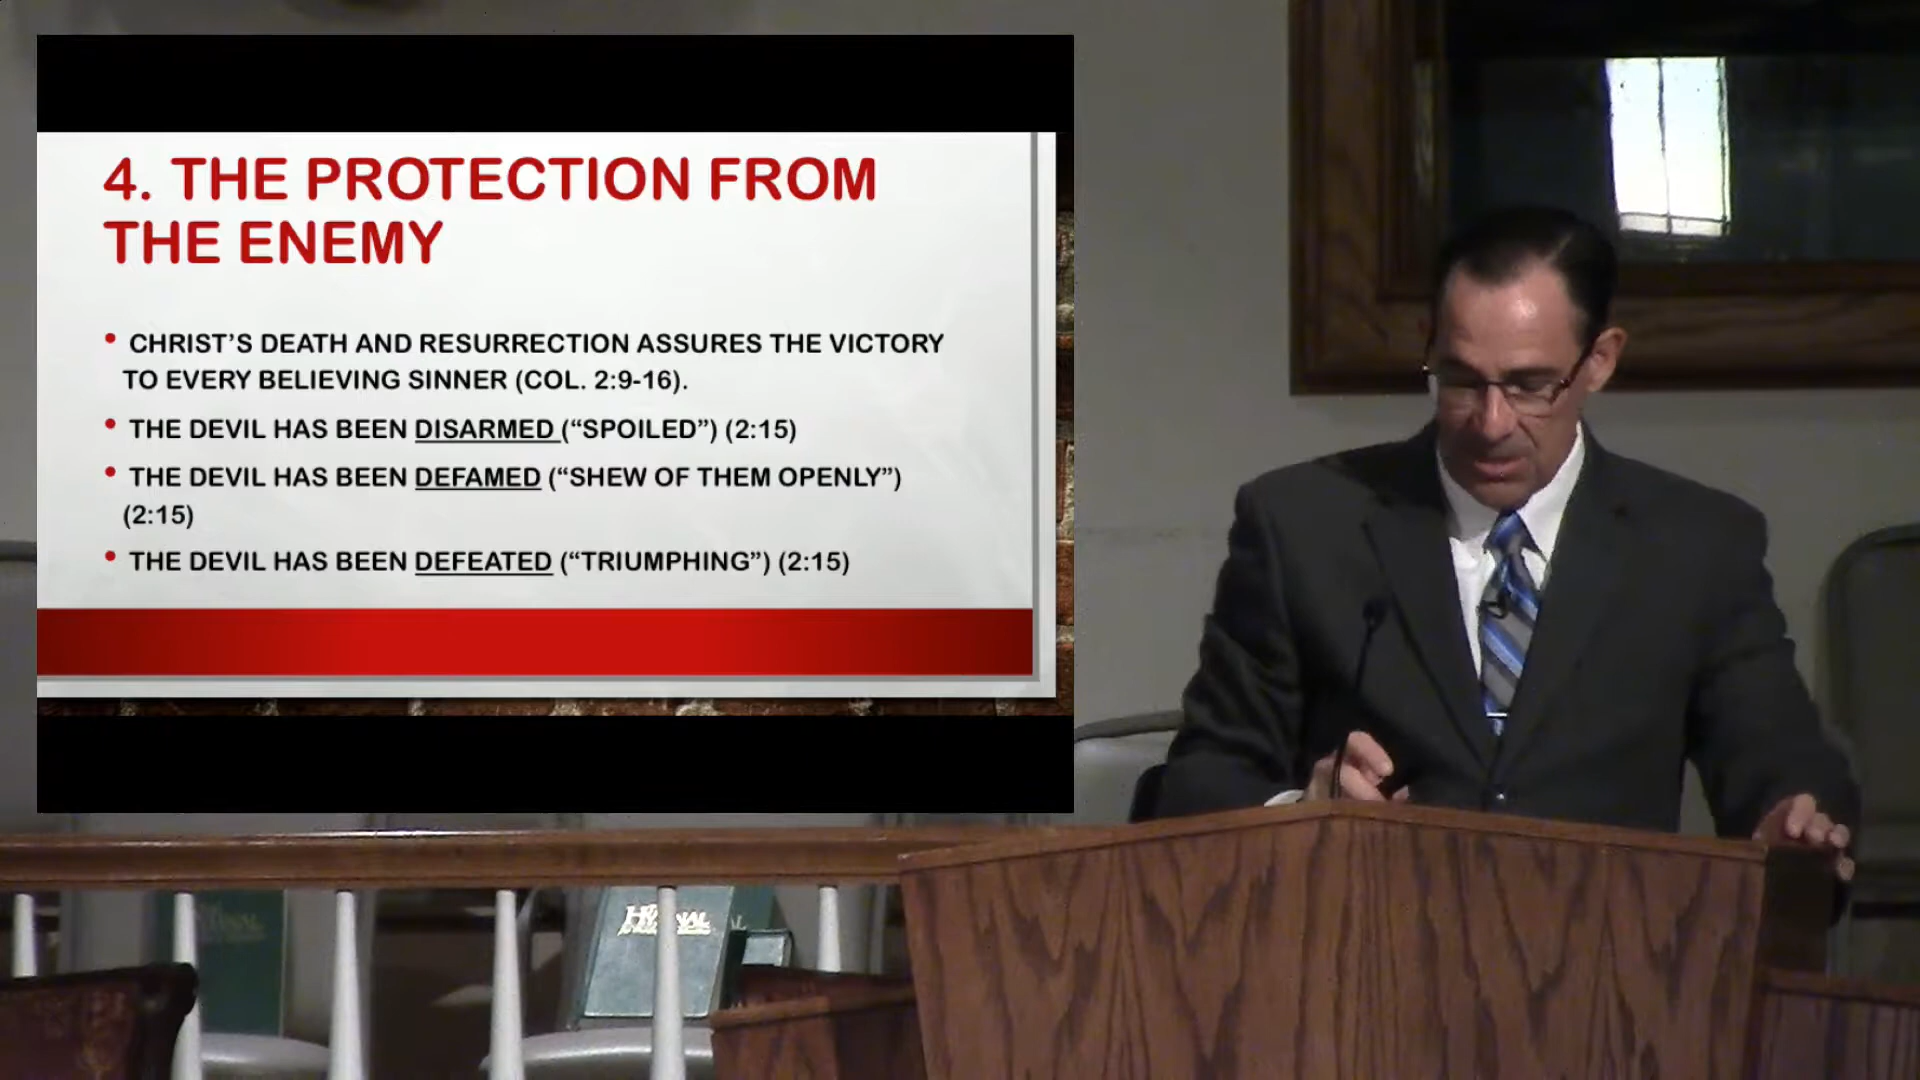 4. THE PROTECTION FROM
THE ENEMY
• CHRIST’S DEATH AND RESURRECTION ASSURES THE VICTORY
TO EVERY BELIEVING SINNER (COL. 2:9-16).
• THE DEVIL HAS BEEN DISARMED (“SPOILED”) (2:15)
• THE DEVIL HAS BEEN DEFAMED (“SHEW OF THEM OPENLY”)
(2:15)
• THE DEVIL HAS BEEN DEFEATED (“TRIUMPHING”) (2:15)